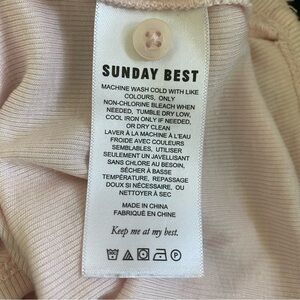 SUNDAY BEST
MACHINE WASH COLD WITH LIKE
COLOURS, ONLY
NON-CHLORINE BLEACH WHEN
NEEDED, TUMBLE DRY LOW,
COOL IRON ONLY IF NEEDED,
OR DRY CLEAN
LAVER À LA MACHINE À L'EAU
FROIDE AVEC COULEURS
SEMBLABLES, UTILISER
SEULEMENT UN JAVELLISANT
SANS CHLORE AU BESOIN,
SÉCHER À BASSE
TEMPÉRATURE, REPASSAGE
DOUX SI NÉCESSAIRE, OU
NETTOYER À SEC
MADE IN CHINA
FABRIQUÉ EN CHINE
Keep me at my best.